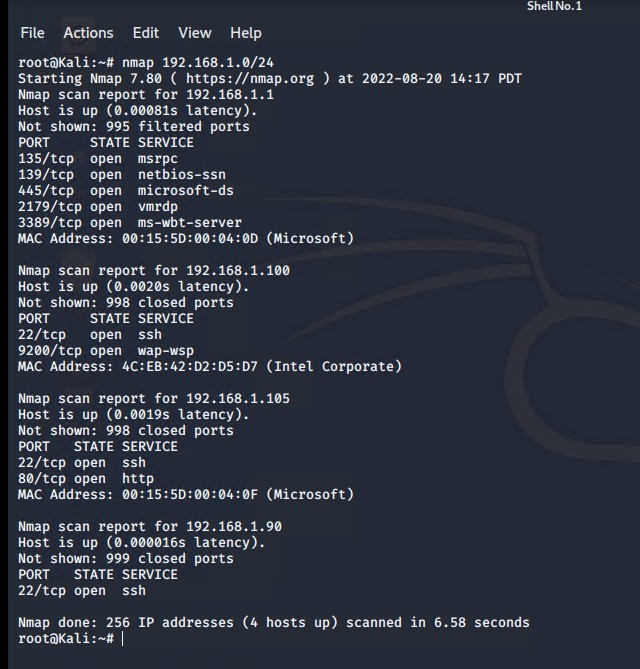 Shell No. 1
File Actions Edit View Help
root@Kali:~# nmap 192.168.1.0/24
Starting Nmap 7.80 ( https://nmap.org ) at 2022-08-20 14:17 PDT
Nmap scan report for 192.168.1.1
Host is up (0.00081s latency).
Not shown: 995 filtered ports
PORT     STATE SERVICE
135/tcp  open  msrpc
139/tcp  open  netbios-ssn
445/tcp  open  microsoft-ds
2179/tcp open  vmrdp
3389/tcp open  ms-wbt-server
MAC Address: 00:15:5D:00:04:0D (Microsoft)

Nmap scan report for 192.168.1.100
Host is up (0.0020s latency).
Not shown: 998 closed ports
PORT     STATE SERVICE
22/tcp   open  ssh
9200/tcp open  wap-wsp
MAC Address: 4C:EB:42:D2:D5:D7 (Intel Corporate)

Nmap scan report for 192.168.1.105
Host is up (0.0019s latency).
Not shown: 998 closed ports
PORT   STATE SERVICE
22/tcp open  ssh
80/tcp open  http
MAC Address: 00:15:5D:00:04:0F (Microsoft)

Nmap scan report for 192.168.1.90
Host is up (0.000016s latency).
Not shown: 999 closed ports
PORT   STATE SERVICE
22/tcp open  ssh

Nmap done: 256 IP addresses (4 hosts up) scanned in 6.58 seconds
root@Kali:~#